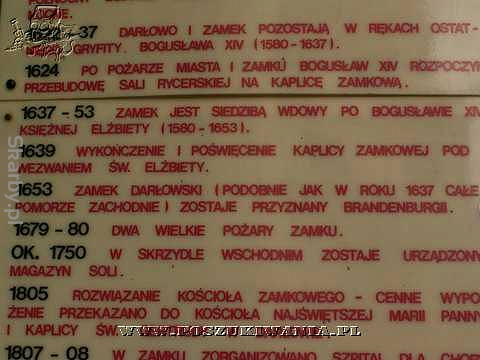 PÓŁNOCNY
1622-37 DARŁOWO I ZAMEK POZOSTAJĄ W RĘKACH OSTAT-
GRYFITY. BOGUSŁAWA XIV (1580-1637).
1624 PO POŻARZE MIASTA I ZAMKU BOGUSŁAW XIV ROZPOCZYN
PRZEBUDOWĘ SALI RYCERSKIEJ NA KAPLICĘ ZAMKOWĄ.
1637-53 ZAMEK JEST SIEDZIBĄ WDOWY PO BOGUSŁAWIE XIV
KSIĘŻNEJ ELŻBIETY (1580-1653).
1639 WYKOŃCZENIE I POŚWIĘCENIE KAPLICY ZAMKOWEJ POD
WEZWANIEM ŚW. ELŻBIETY.
1653 ZAMEK DARŁOWSKI (PODOBNIE JAK W ROKU 1637 CAŁE
POMORZE ZACHODNIE) ZOSTAJE PRZYZNANY BRANDENBURGII.
1679-80 DWA WIELKIE POŻARY ZAMKU.
OK. 1750 W SKRZYDLE WSCHODNIM ZOSTAJE URZĄDZONY
MAGAZYN SOLI.
1805 ROZWIĄZANIE KOŚCIOŁA ZAMKOWEGO - CENNE WYPO
ŻENIE PRZEKAZANO DO KOŚCIOŁA NAJŚWIĘTSZEJ MARII PANNY
I KAPLICY ŚW.
WWW.POSZUKIWANIA.PL
1807-08 W ZAMKU ZORGANIZOWANO SZPITAL DLA CHOR
Skarby.pl